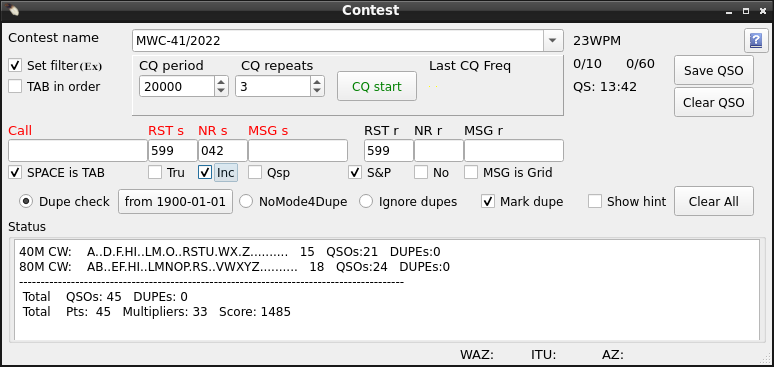 Contest
Contest name MWC-41/2022 23WPM ?
Set filter(Ex) CQ period CQ repeats Last CQ Freq 0/10 0/60 Save QSO
TAB in order 20000 3 CQ start QS: 13:42 Clear QSO
Call RST s NR s MSG s RST r NR r MSG r
599 042 599
SPACE is TAB Tru Inc Qsp S&P No MSG is Grid
Dupe check from 1900-01-01 NoMode4Dupe Ignore dupes Mark dupe Show hint Clear All
Status
40M CW: A..D.F.HI..LM.O..RSTU.WX.Z.......... 15 QSOs:21 DUPEs:0
80M CW: AB..EF.HI..LMNOP.RS..VWXYZ.......... 18 QSOs:24 DUPEs:0
------------------------------------------------------------------------------------------
Total QSOs: 45 DUPEs: 0
Total Pts: 45 Multipliers: 33 Score: 1485
WAZ: ITU: AZ: